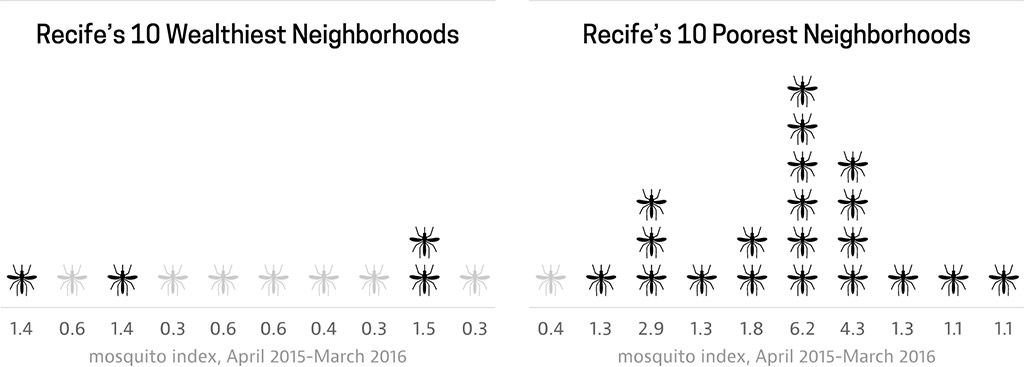 Recife’s 10 Wealthiest Neighborhoods
1.4 0.6 1.4 0.3 0.6 0.6 0.4 0.3 1.5 0.3
mosquito index, April 2015-March 2016
Recife’s 10 Poorest Neighborhoods
0.4 1.3 2.9 1.3 1.8 6.2 4.3 1.3 1.1 1.1
mosquito index, April 2015-March 2016